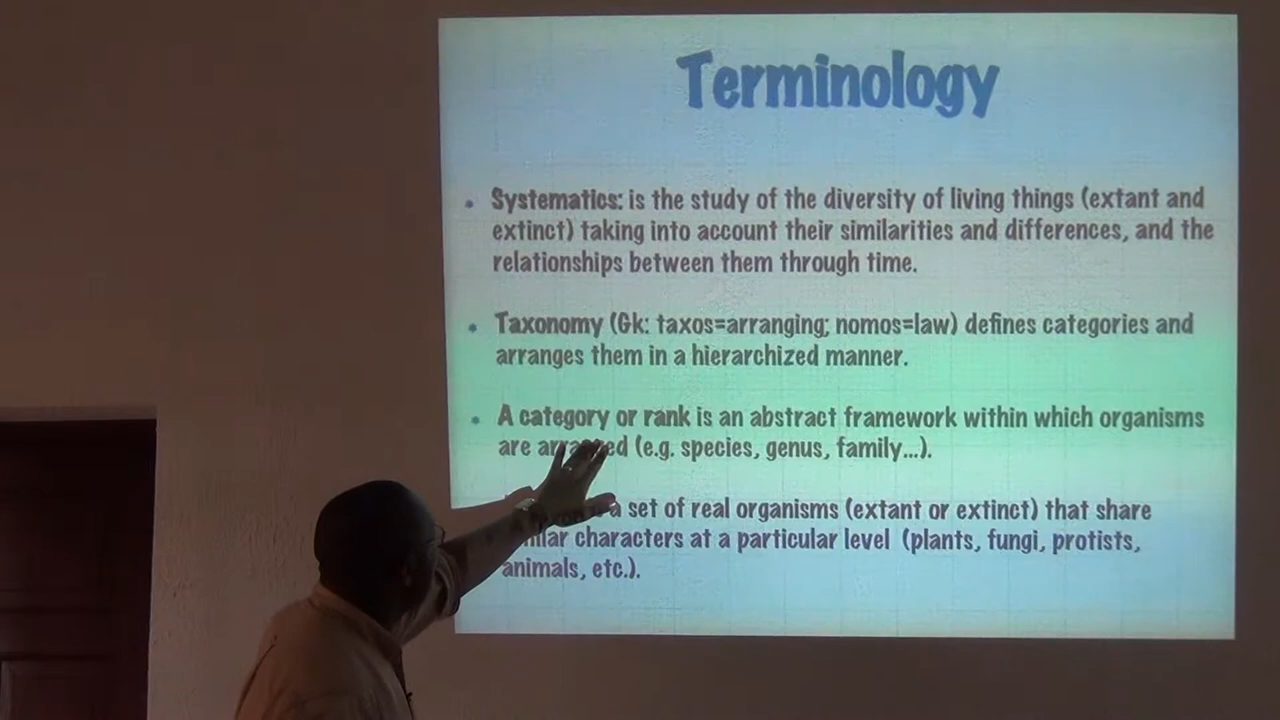 Terminology
• Systematics: is the study of the diversity of living things (extant and
extinct) taking into account their similarities and differences, and the
relationships between them through time.
• Taxonomy (Gk: taxos=arranging; nomos=law) defines categories and
arranges them in a hierarchized manner.
• A category or rank is an abstract framework within which organisms
are arranged (e.g. species, genus, family...).
a set of real organisms (extant or extinct) that share
characters at a particular level (plants, fungi, protists,
animals, etc.).